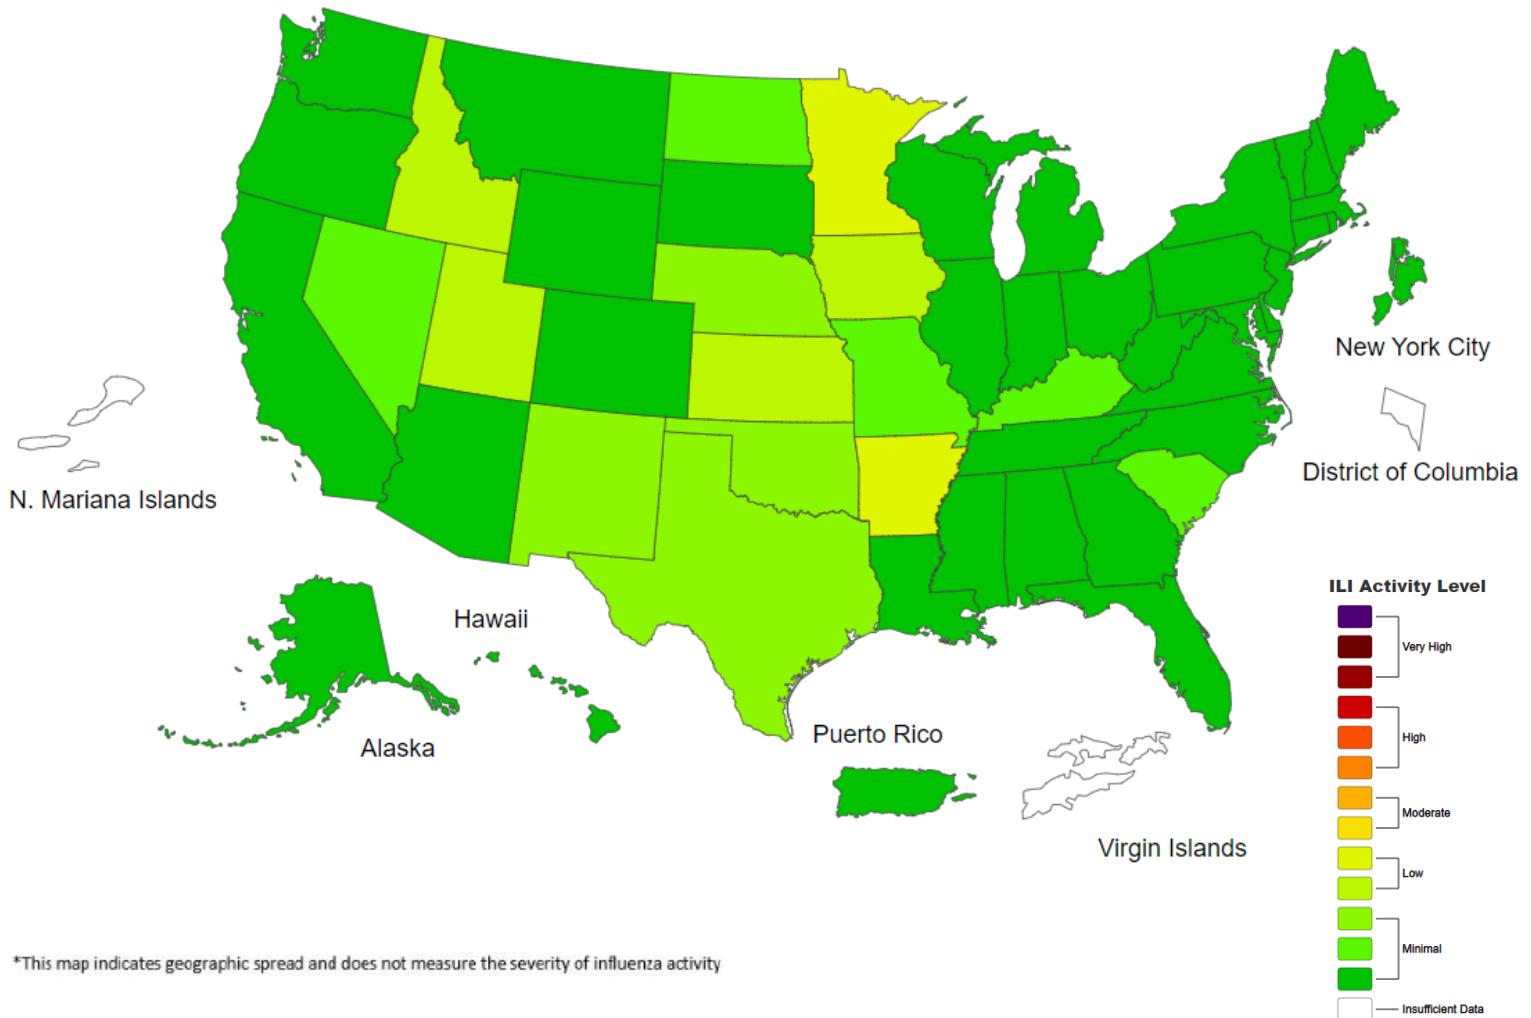 New York City
District of Columbia
N. Mariana Islands
ILI Activity Level
Hawaii
Very High
Puerto Rico
High
Alaska
Moderate
Virgin Islands
Low
Minimal
*This map indicates geographic spread and does not measure the severity of influenza activity
Insufficient Data